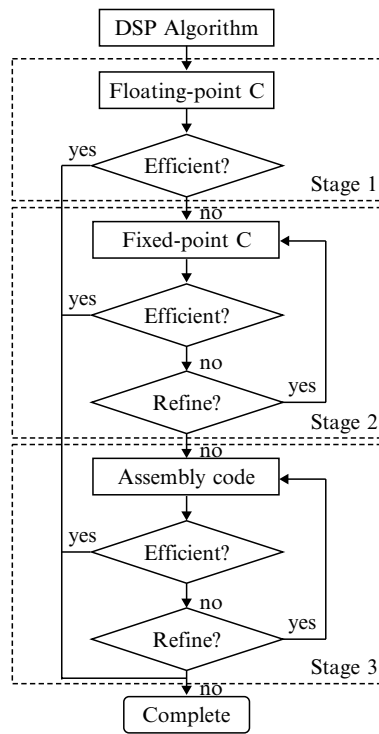 DSP Algorithm
Floating-point C
yes
Efficient?
Stage 1
no
Fixed-point C
yes
Efficient?
no
yes
Refine?
Stage 2
no
Assembly code
yes
Efficient?
no
yes
Refine?
Stage 3
no
Complete